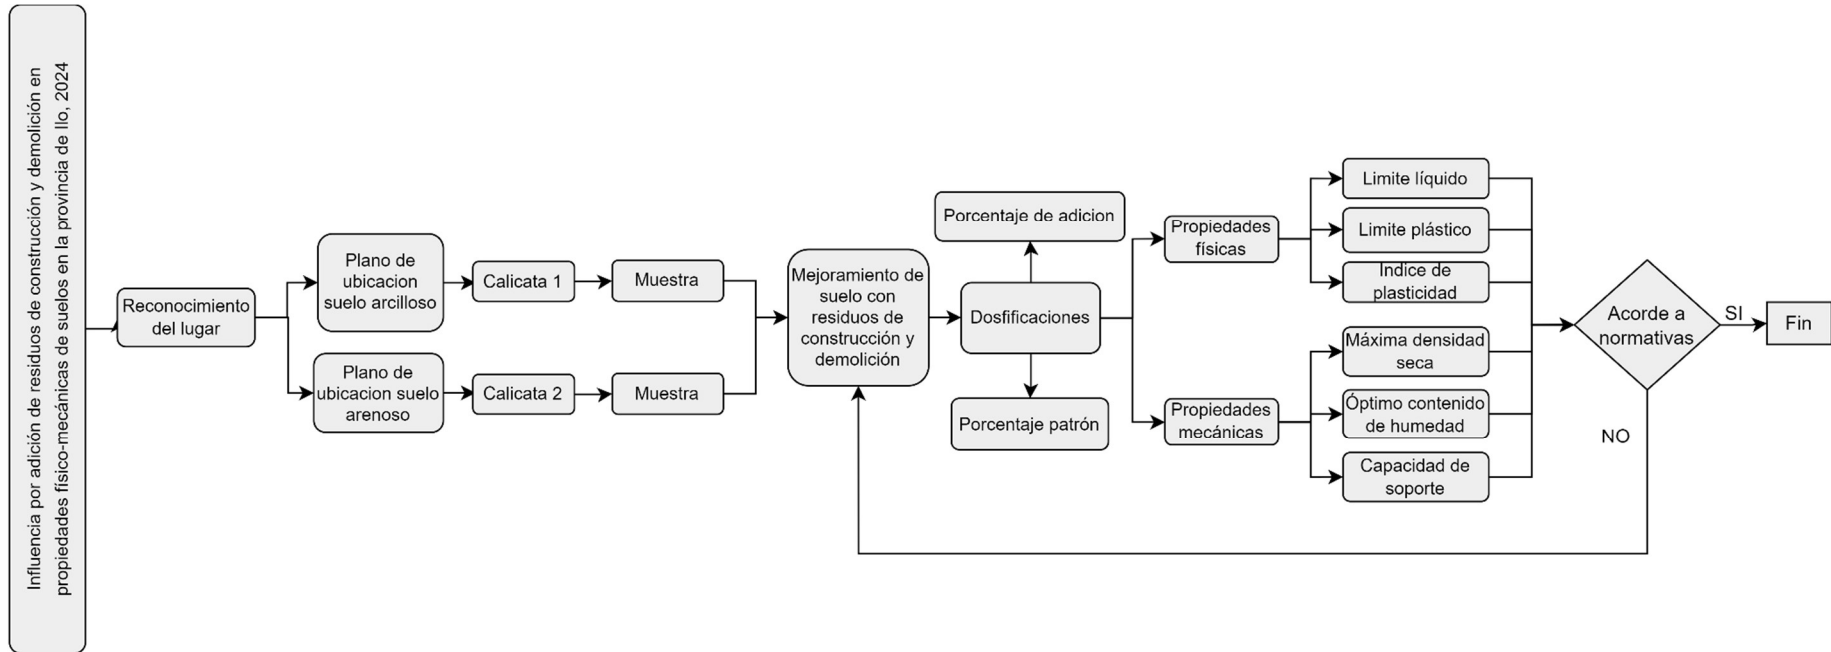 Influencia por adición de residuos de construcción y demolición en
propiedades físico-mecánicas de suelos en la provincia de Ilo, 2024
Reconocimiento
del lugar
Plano de
ubicacion
suelo arcilloso
Calicata 1
Muestra
Plano de
ubicacion suelo
arenoso
Calicata 2
Muestra
Mejoramiento de
suelo con
residuos de
construcción y
demolición
Porcentaje de adicion
Dosfificaciones
Porcentaje patrón
Propiedades
físicas
Propiedades
mecánicas
Limite líquido
Limite plástico
Indice de
plasticidad
Máxima densidad
seca
Óptimo contenido
de humedad
Capacidad de
soporte
Acorde a
normativas
SI
Fin
NO